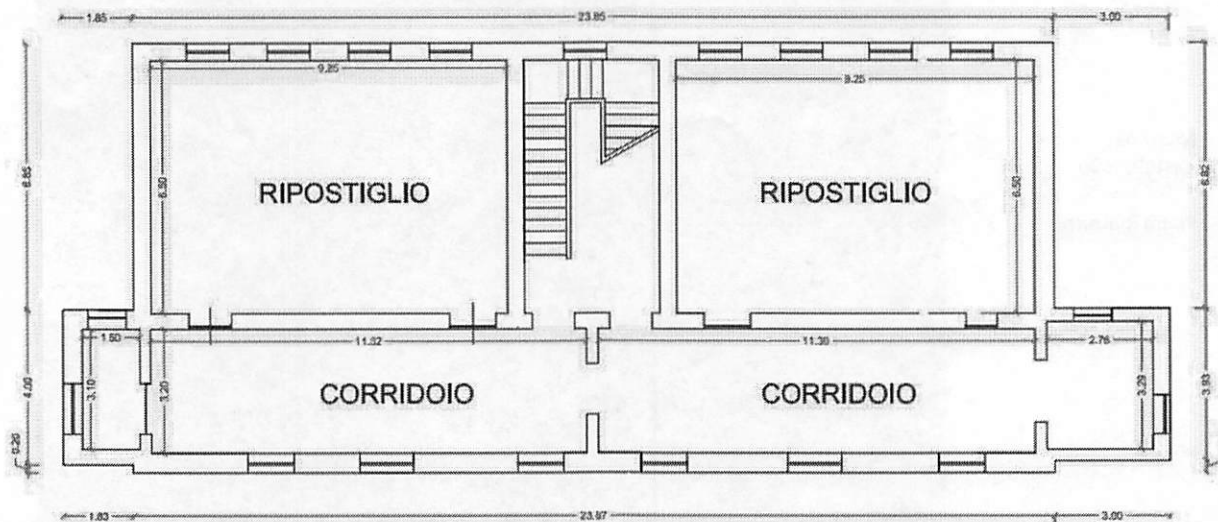 1.85 23.85 3.00
9.25 9.25
6.85 6.50 6.50 6.82
RIPOSTIGLIO RIPOSTIGLIO
1.50 11.02 11.30 2.76
4.00 3.10 3.20 3.29 3.93
CORRIDOIO CORRIDOIO
0.20
1.83 23.87 3.00